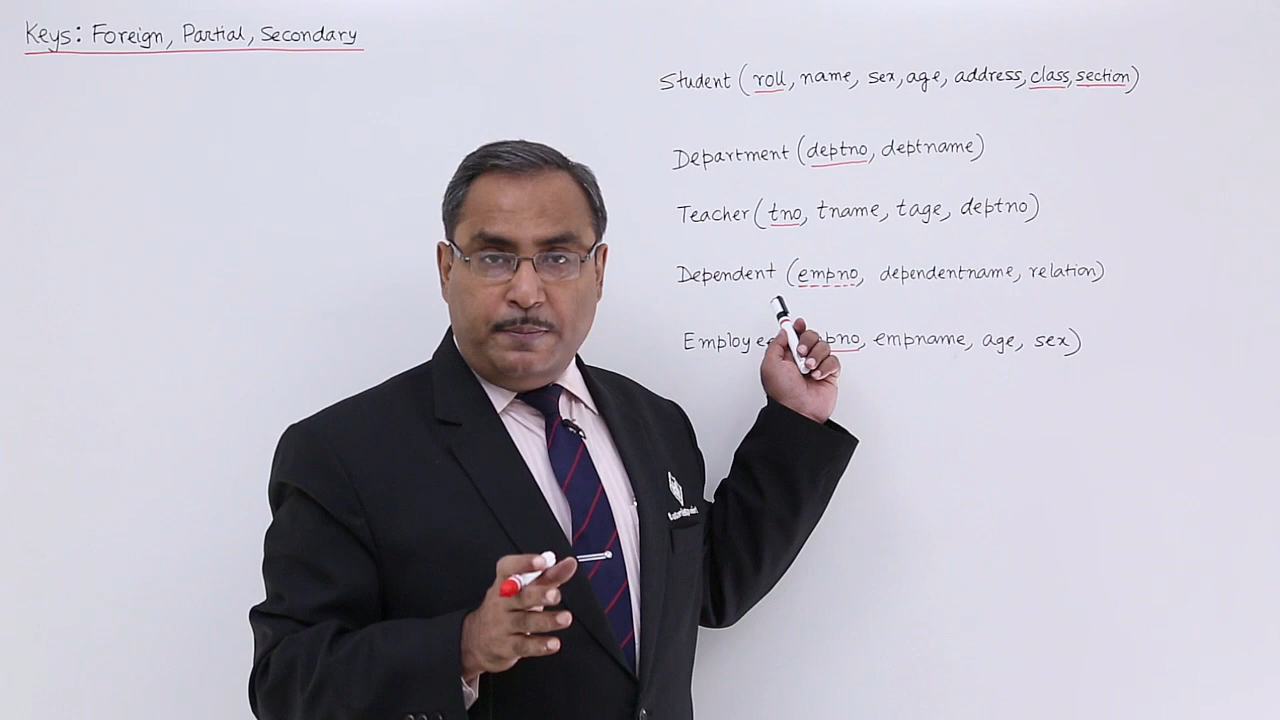 Keys: Foreign, Partial, Secondary
Student (roll, name, sex, age, address, class, section)
Department (deptno, deptname)
Teacher (tno, tname, tage, deptno)
Dependent (empno, dependentname, relation)
empname, age, sex)